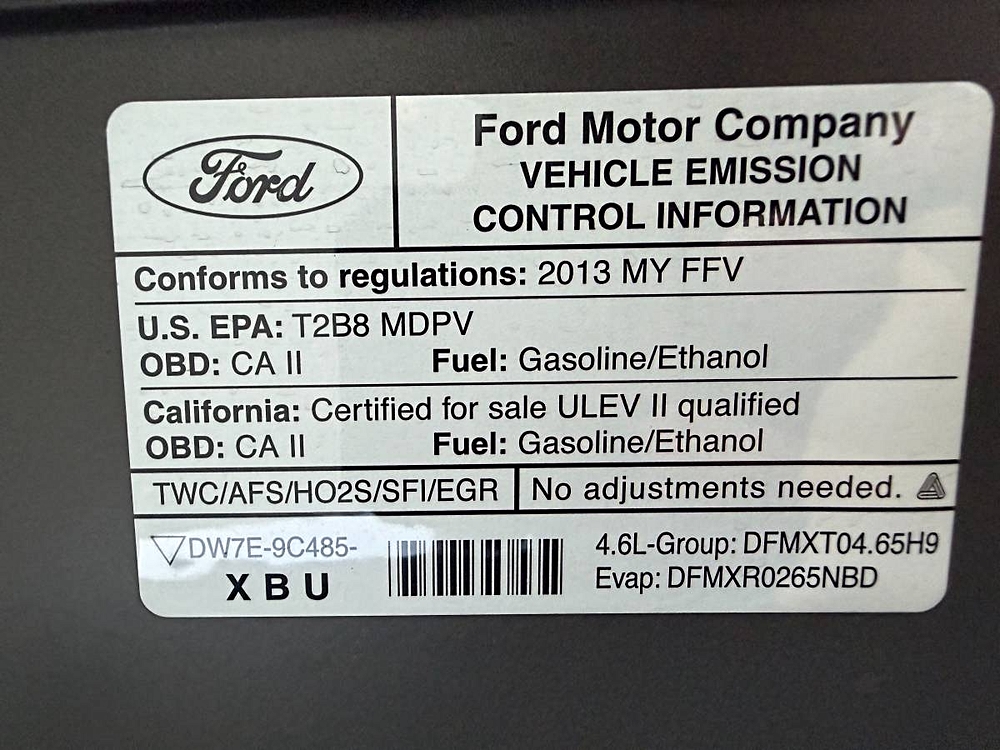 Ford
Ford Motor Company
VEHICLE EMISSION
CONTROL INFORMATION
Conforms to regulations: 2013 MY FFV
U.S. EPA: T2B8 MDPV
OBD: CA II Fuel: Gasoline/Ethanol
California: Certified for sale ULEV II qualified
OBD: CA II Fuel: Gasoline/Ethanol
TWC/AFS/HO2S/SFI/EGR No adjustments needed.
DW7E-9C485-
XBU
4.6L-Group: DFMXT04.65H9
Evap: DFMXR0265NBD